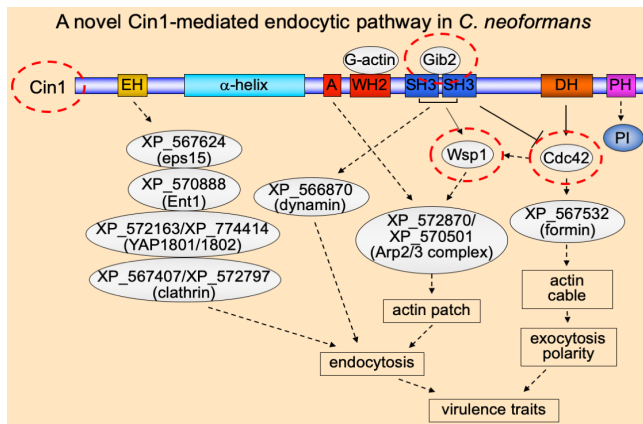 A novel Cin1-mediated endocytic pathway in C. neoformans
G-actin
Gib2
Cin1
EH
α-helix
A
WH2
SH3
SH3
DH
PH
PI
XP_567624
(eps15)
Wsp1
Cdc42
XP_570888
(Ent1)
XP_566870
(dynamin)
XP_572870/
XP_570501
(Arp2/3 complex)
XP_567532
(formin)
XP_572163/XP_774414
(YAP1801/1802)
XP_567407/XP_572797
(clathrin)
actin
cable
actin patch
exocytosis
polarity
endocytosis
virulence traits